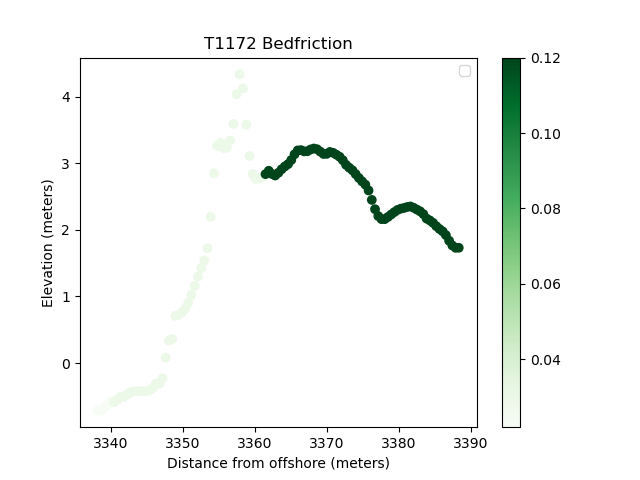 T1172 Bedfriction
Elevation (meters)
4
3
2
1
0
3340 3350 3360 3370 3380 3390
Distance from offshore (meters)
0.12
0.10
0.08
0.06
0.04